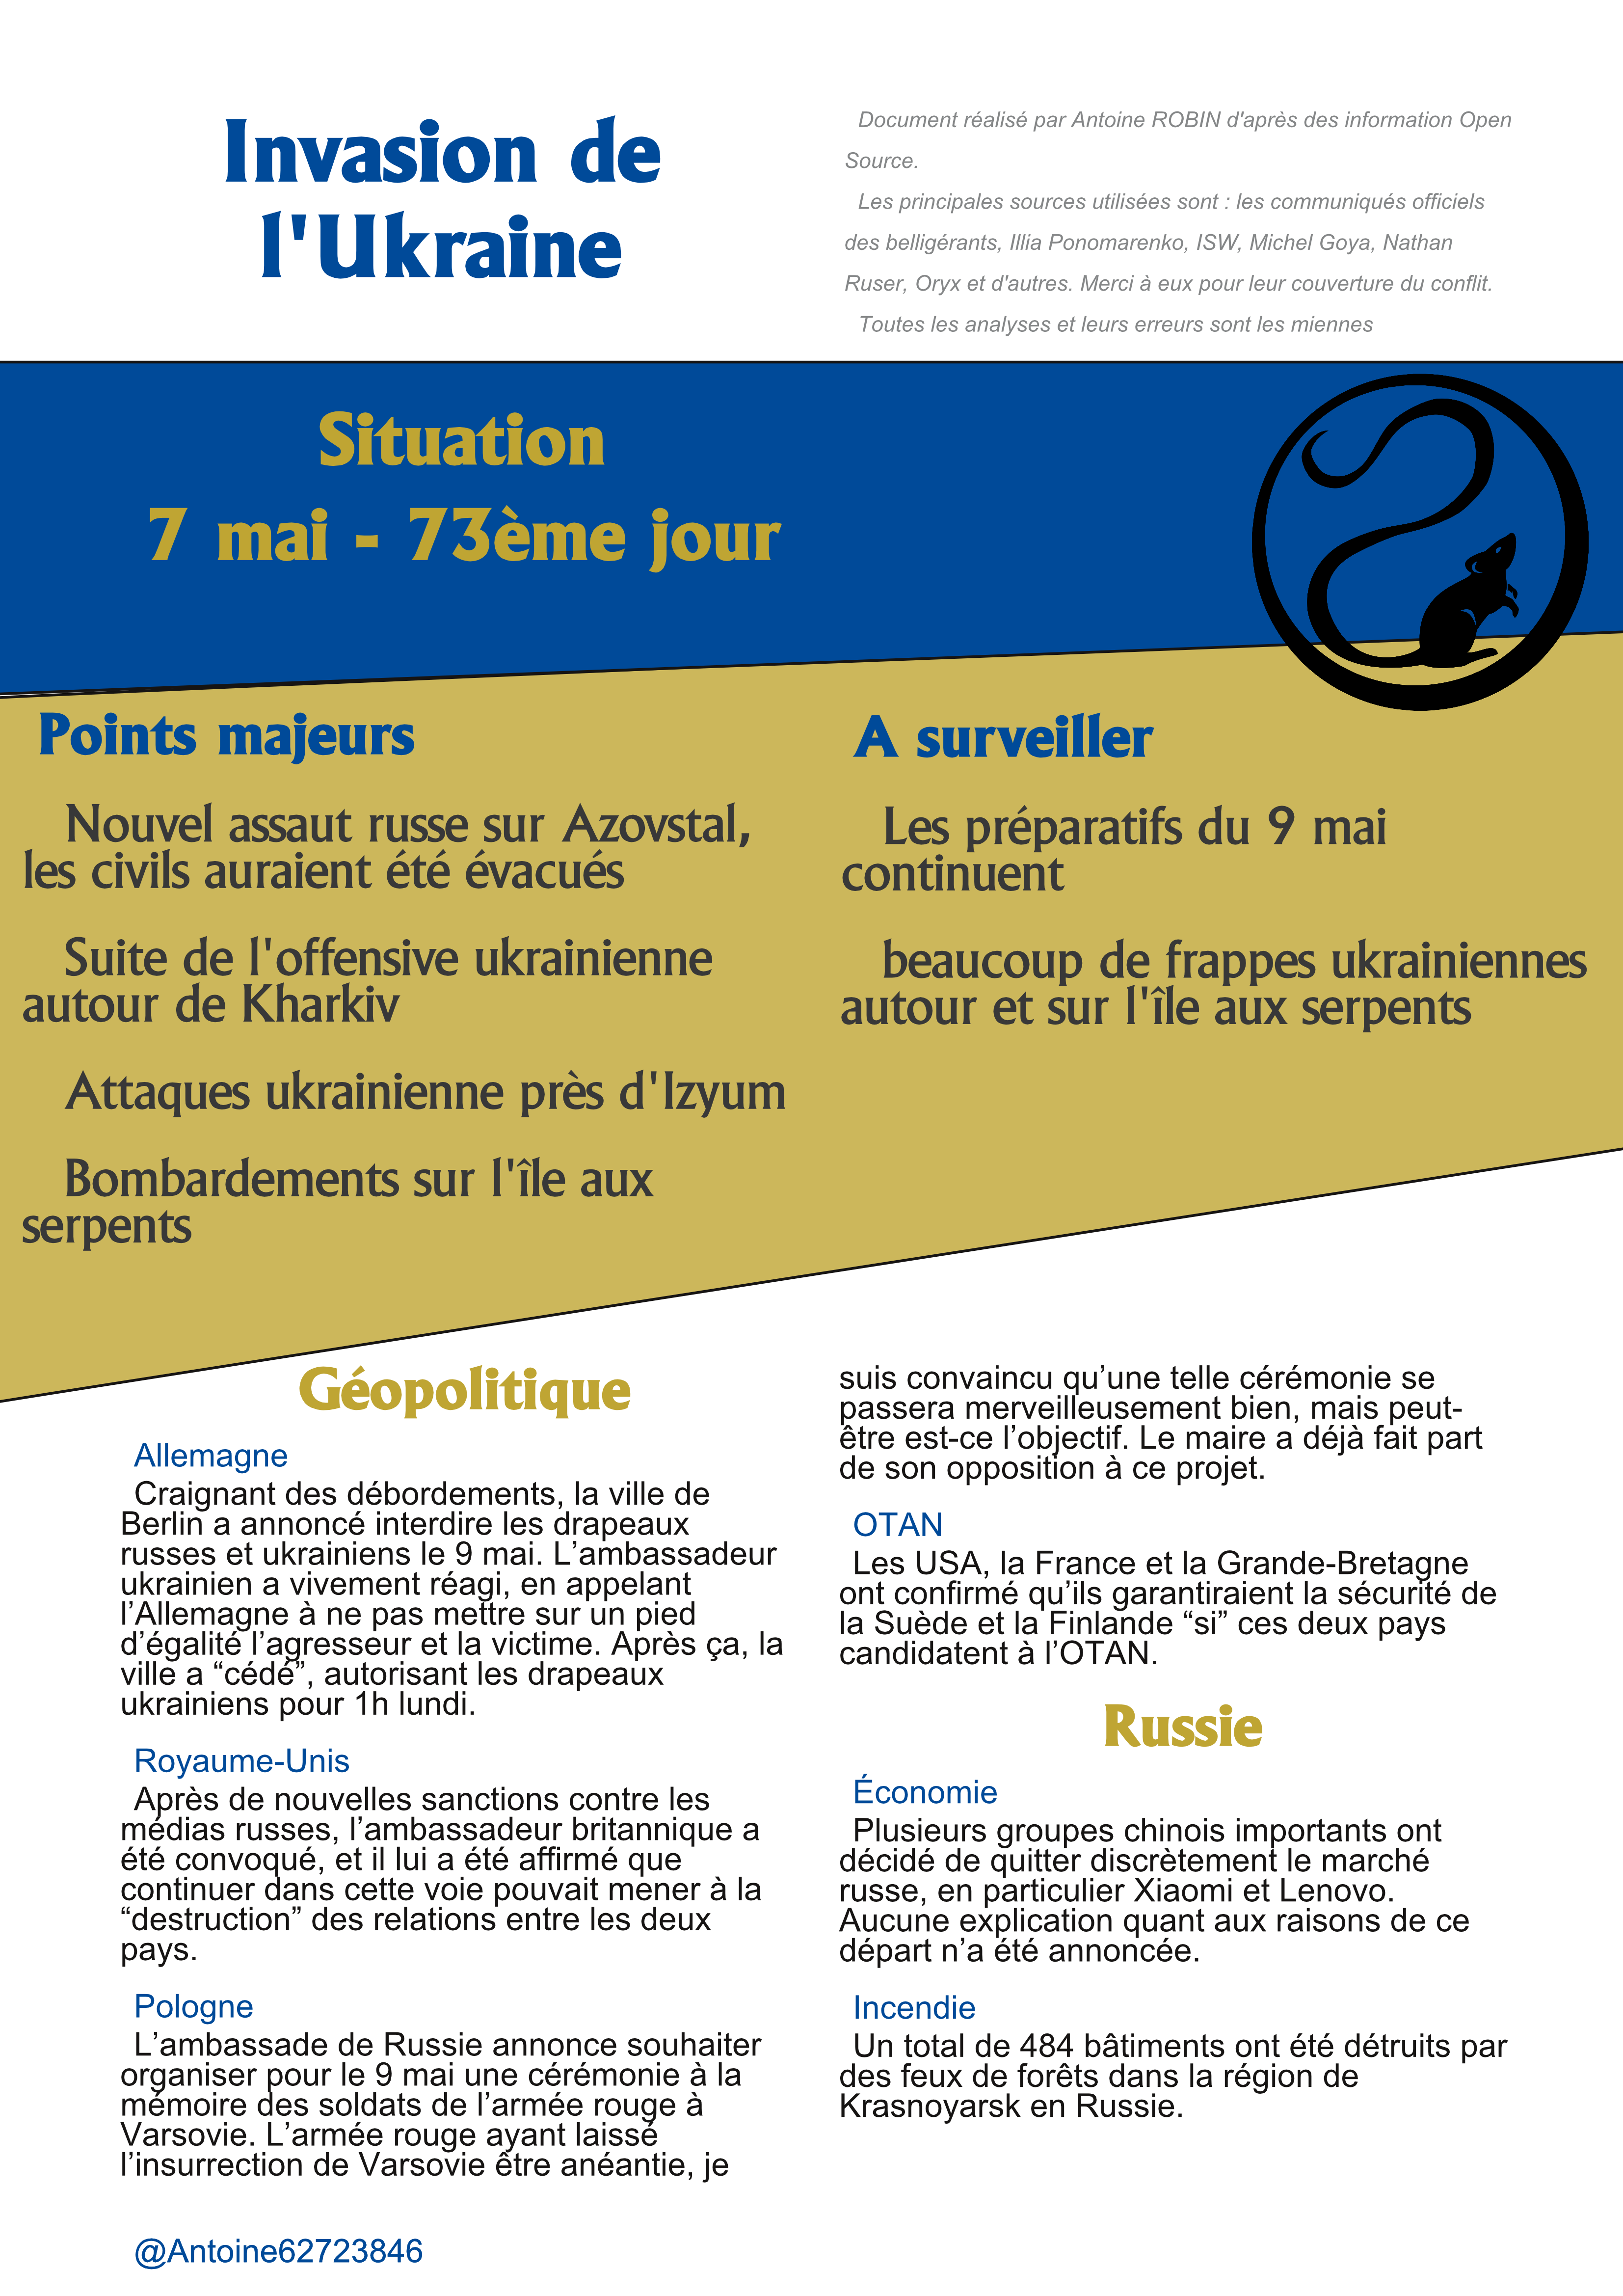 Invasion de
l'Ukraine
Document réalisé par Antoine ROBIN d'après des information Open
Source.
Les principales sources utilisées sont : les communiqués officiels
des belligérants, Illia Ponomarenko, ISW, Michel Goya, Nathan
Ruser, Oryx et d'autres. Merci à eux pour leur couverture du conflit.
Toutes les analyses et leurs erreurs sont les miennes
Situation
7 mai - 73ème jour
Points majeurs
Nouvel assaut russe sur Azovstal,
les civils auraient été évacués
Suite de l'offensive ukrainienne
autour de Kharkiv
Attaques ukrainienne près d'Izyum
Bombardements sur l'île aux
serpents
A surveiller
Les préparatifs du 9 mai
continuent
beaucoup de frappes ukrainiennes
autour et sur l'île aux serpents
Géopolitique
Allemagne
Craignant des débordements, la ville de
Berlin a annoncé interdire les drapeaux
russes et ukrainiens le 9 mai. L’ambassadeur
ukrainien a vivement réagi, en appelant
l’Allemagne à ne pas mettre sur un pied
d’égalité l’agresseur et la victime. Après ça, la
ville a “cédé”, autorisant les drapeaux
ukrainiens pour 1h lundi.
Royaume-Unis
Après de nouvelles sanctions contre les
médias russes, l’ambassadeur britannique a
été convoqué, et il lui a été affirmé que
continuer dans cette voie pouvait mener à la
“destruction” des relations entre les deux
pays.
Pologne
L’ambassade de Russie annonce souhaiter
organiser pour le 9 mai une cérémonie à la
mémoire des soldats de l’armée rouge à
Varsovie. L’armée rouge ayant laissé
l’insurrection de Varsovie être anéantie, je
suis convaincu qu’une telle cérémonie se
passera merveilleusement bien, mais peut-
être est-ce l’objectif. Le maire a déjà fait part
de son opposition à ce projet.
OTAN
Les USA, la France et la Grande-Bretagne
ont confirmé qu’ils garantiraient la sécurité de
la Suède et la Finlande “si” ces deux pays
candidatent à l’OTAN.
Russie
Économie
Plusieurs groupes chinois importants ont
décidé de quitter discrètement le marché
russe, en particulier Xiaomi et Lenovo.
Aucune explication quant aux raisons de ce
départ n’a été annoncée.
Incendie
Un total de 484 bâtiments ont été détruits par
des feux de forêts dans la région de
Krasnoyarsk en Russie.
@Antoine62723846